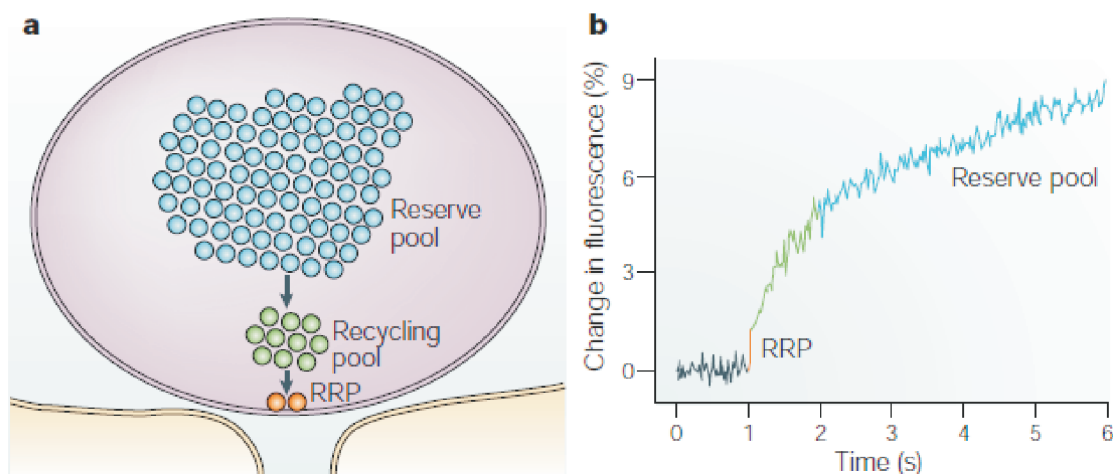 a
Reserve
pool
Recycling
pool
RRP
b
Change in fluorescence (%)
9
6
3
0
Reserve pool
RRP
0 1 2 3 4 5 6
Time (s)